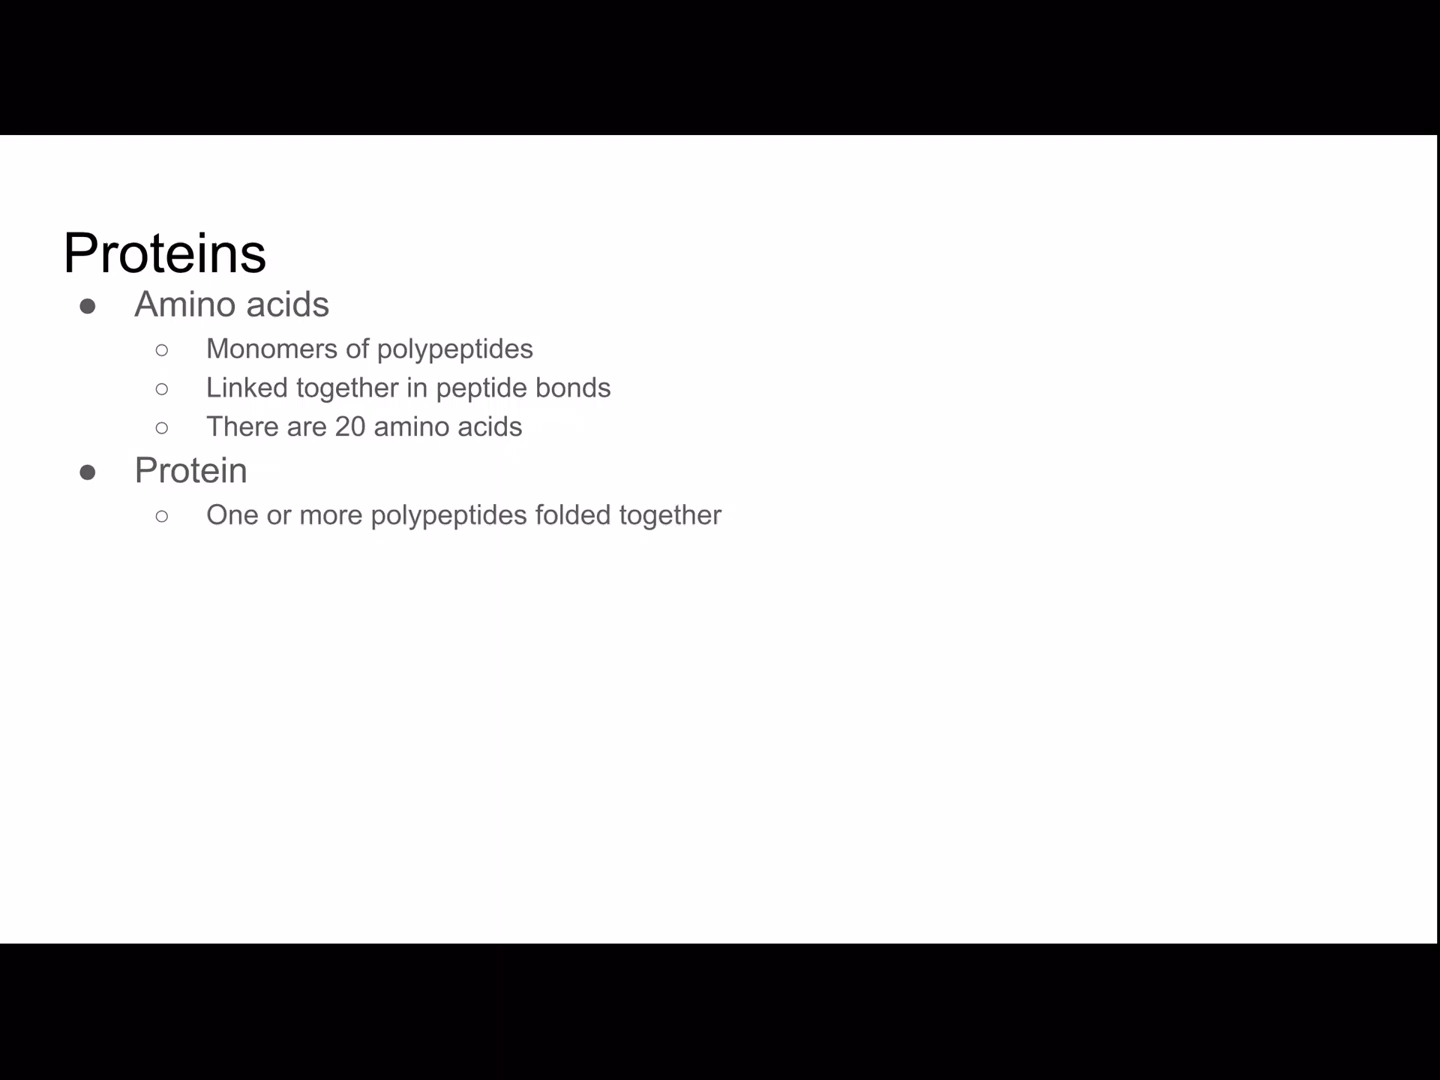 Proteins
● Amino acids
○ Monomers of polypeptides
○ Linked together in peptide bonds
○ There are 20 amino acids
● Protein
○ One or more polypeptides folded together